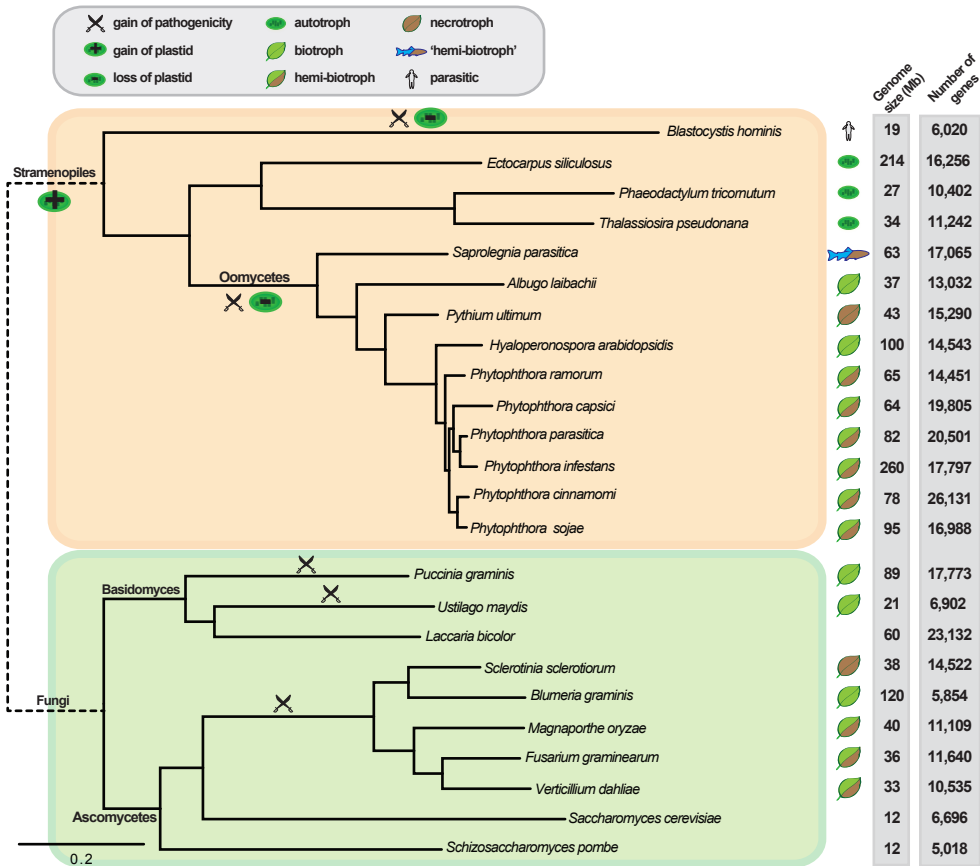 gain of pathogenicity autotroph necrotroph
gain of plastid biotroph ‘hemi-biotroph’
loss of plastid hemi-biotroph parasitic
Genome size (Mb)
Number of genes
Blastocystis hominis 19 6,020
Ectocarpus siliculosus 214 16,256
Stramenopiles
Phaeodactylum tricornutum 27 10,402
Thalassiosira pseudonana 34 11,242
Saprolegnia parasitica 63 17,065
Oomycetes
Albugo laibachii 37 13,032
Pythium ultimum 43 15,290
Hyaloperonospora arabidopsidis 100 14,543
Phytophthora ramorum 65 14,451
Phytophthora capsici 64 19,805
Phytophthora parasitica 82 20,501
Phytophthora infestans 260 17,797
Phytophthora cinnamomi 78 26,131
Phytophthora sojae 95 16,988
Puccinia graminis 89 17,773
Basidomyces
Ustilago maydis 21 6,902
Laccaria bicolor 60 23,132
Sclerotinia sclerotiorum 38 14,522
Blumeria graminis 120 5,854
Fungi
Magnaporthe oryzae 40 11,109
Fusarium graminearum 36 11,640
Verticillium dahliae 33 10,535
Ascomycetes
Saccharomyces cerevisiae 12 6,696
Schizosaccharomyces pombe 12 5,018
0.2